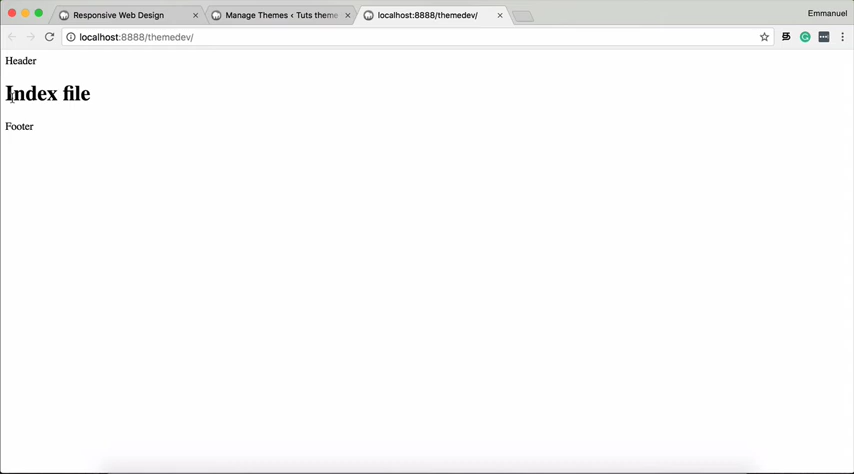 Responsive Web Design
Manage Themes ‹ Tuts theme
localhost:8888/themedev/
Emmanuel
localhost:8888/themedev/
Header
Index file
Footer